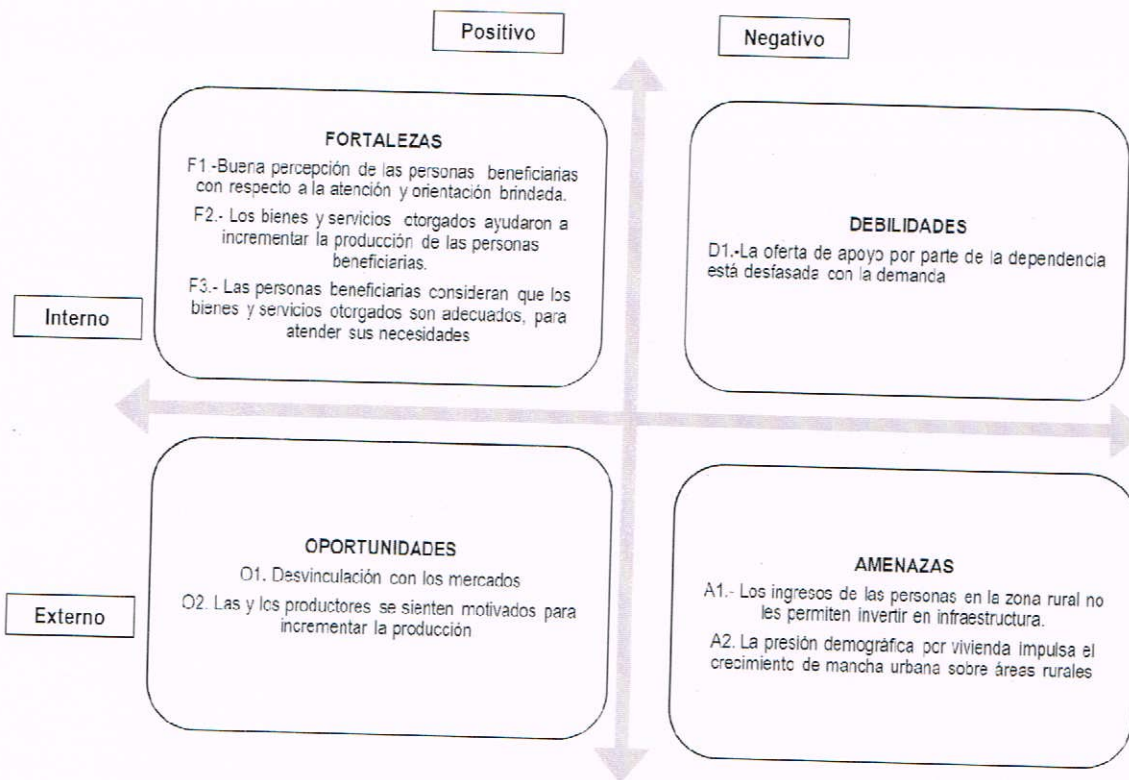 Positivo
Negativo
FORTALEZAS
F1.-Buena percepción de las personas beneficiarias
con respecto a la atención y orientación brindada.
F2.- Los bienes y servicios otorgados ayudaron a
incrementar la producción de las personas
beneficiarias.
F3.- Las personas beneficiarias consideran que los
bienes y servicios otorgados son adecuados, para
atender sus necesidades
DEBILIDADES
D1.-La oferta de apoyo por parte de la dependencia
está desfasada con la demanda
Interno
OPORTUNIDADES
O1. Desvinculación con los mercados
O2. Las y los productores se sienten motivados para
incrementar la producción
AMENAZAS
A1.- Los ingresos de las personas en la zona rural no
les permiten invertir en infraestructura.
A2. La presión demográfica por vivienda impulsa el
crecimiento de mancha urbana sobre áreas rurales
Externo